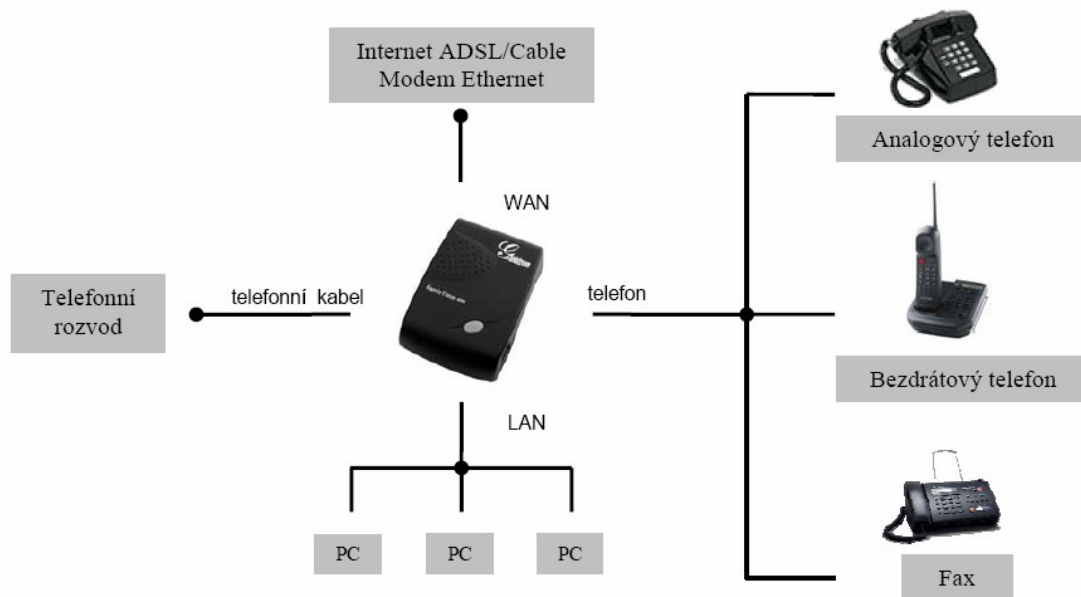 Internet ADSL/Cable
Modem Ethernet
Analogový telefon
WAN
Telefonní
rozvod
telefonní kabel
telefon
Bezdrátový telefon
LAN
PC
PC
PC
Fax